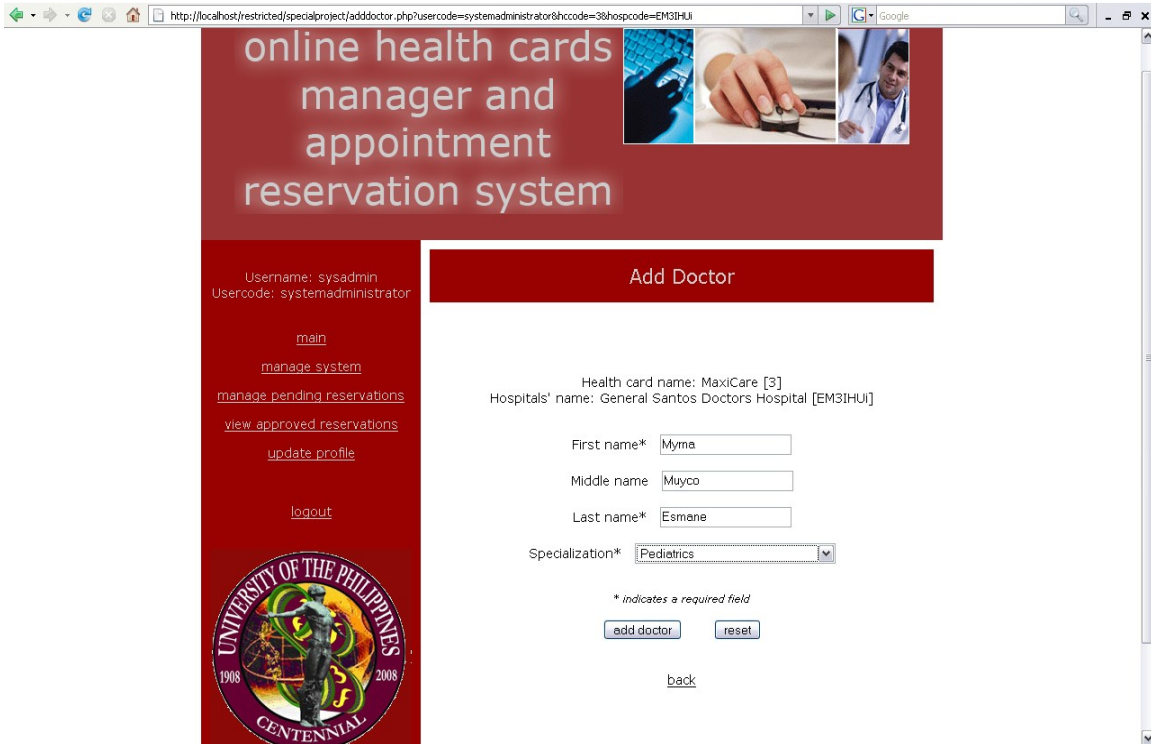 http://localhost/restricted/specialproject/adddoctor.php?usercode=systemadministrator&hccode=3&hospcode=EM3IHUi
Google
online health cards
manager and
appointment
reservation system
Username: sysadmin
Usercode: systemadministrator
main
manage system
manage pending reservations
view approved reservations
update profile
logout
UNIVERSITY OF THE PHILIPPINES
1908
2008
CENTENNIAL
Add Doctor
Health card name: MaxiCare [3]
Hospitals' name: General Santos Doctors Hospital [EM3IHUi]
First name* Myrna
Middle name Muyco
Last name* Esmane
Specialization* Pediatrics
* indicates a required field
add doctor reset
back